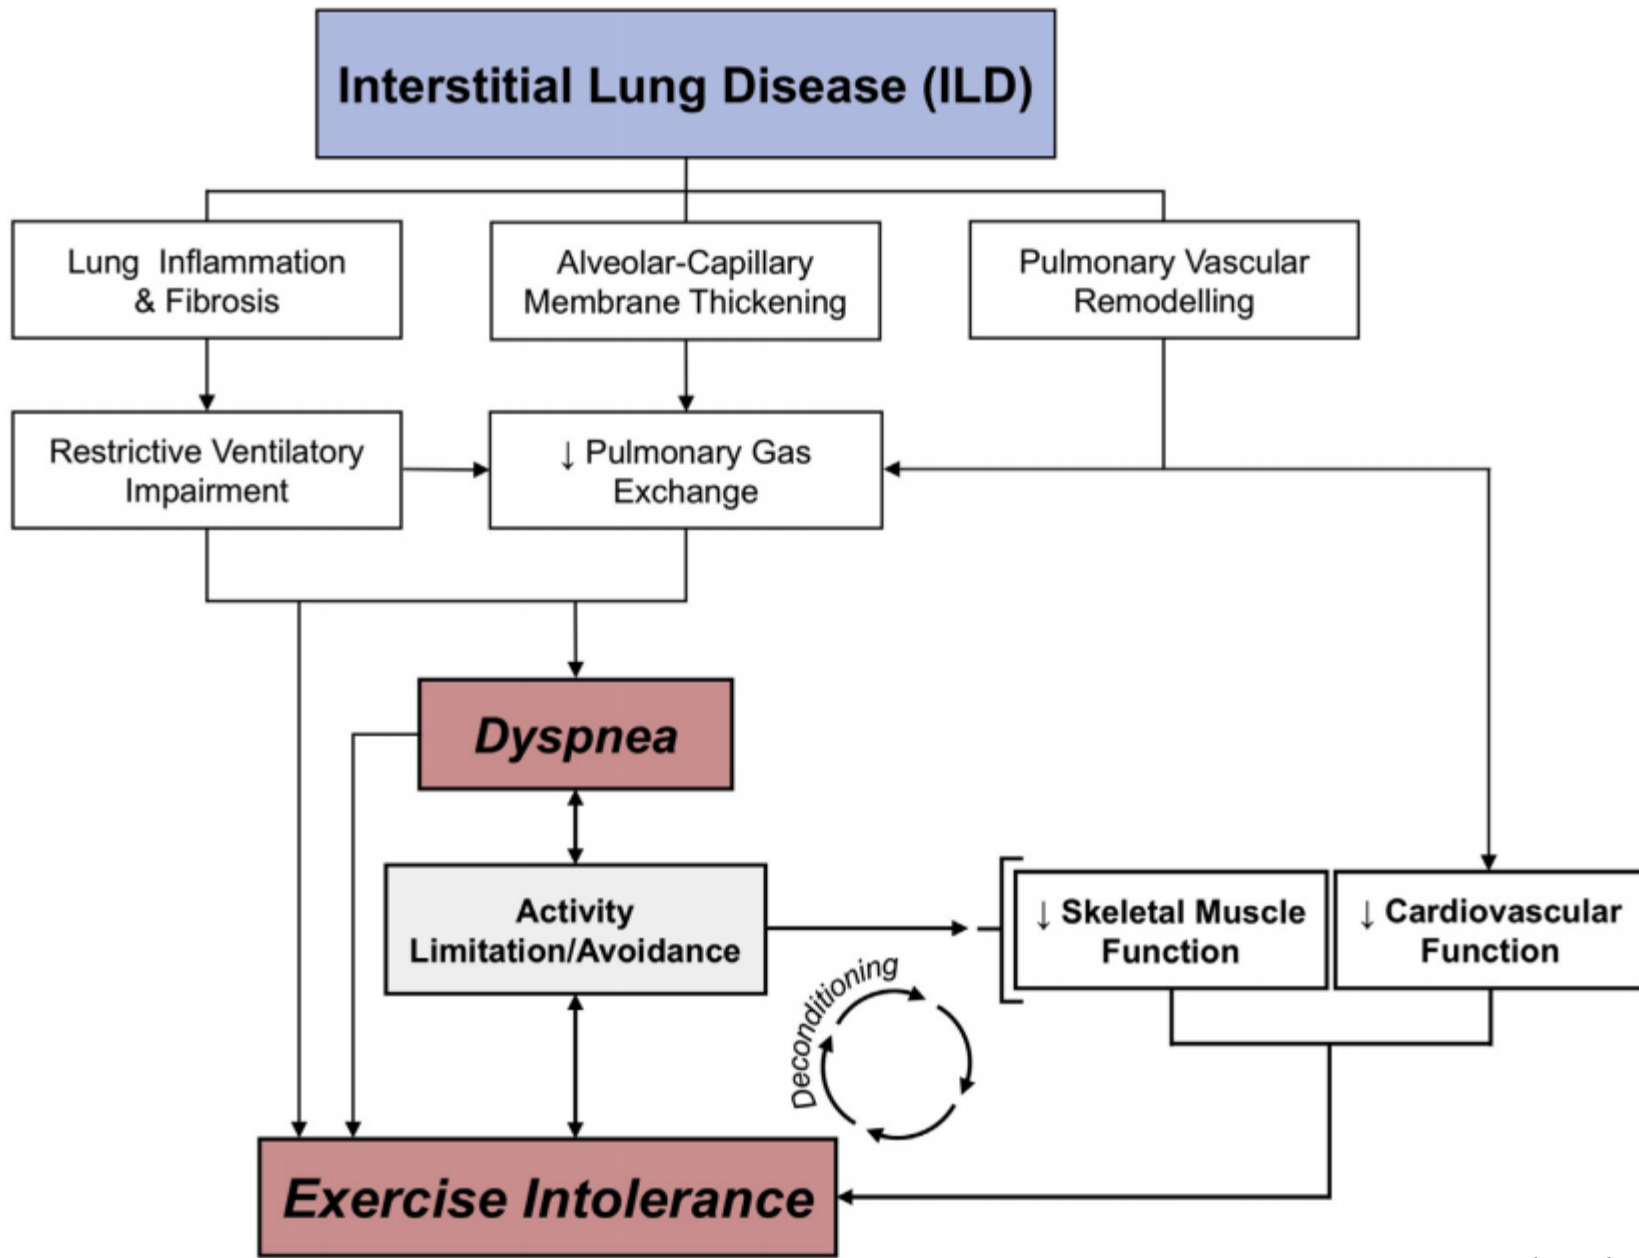 Interstitial Lung Disease (ILD)
Lung Inflammation
& Fibrosis
Alveolar-Capillary
Membrane Thickening
Pulmonary Vascular
Remodelling
Restrictive Ventilatory
Impairment
↓ Pulmonary Gas
Exchange
Dyspnea
Activity
Limitation/Avoidance
↓ Skeletal Muscle
Function
↓ Cardiovascular
Function
Deconditioning
Exercise Intolerance